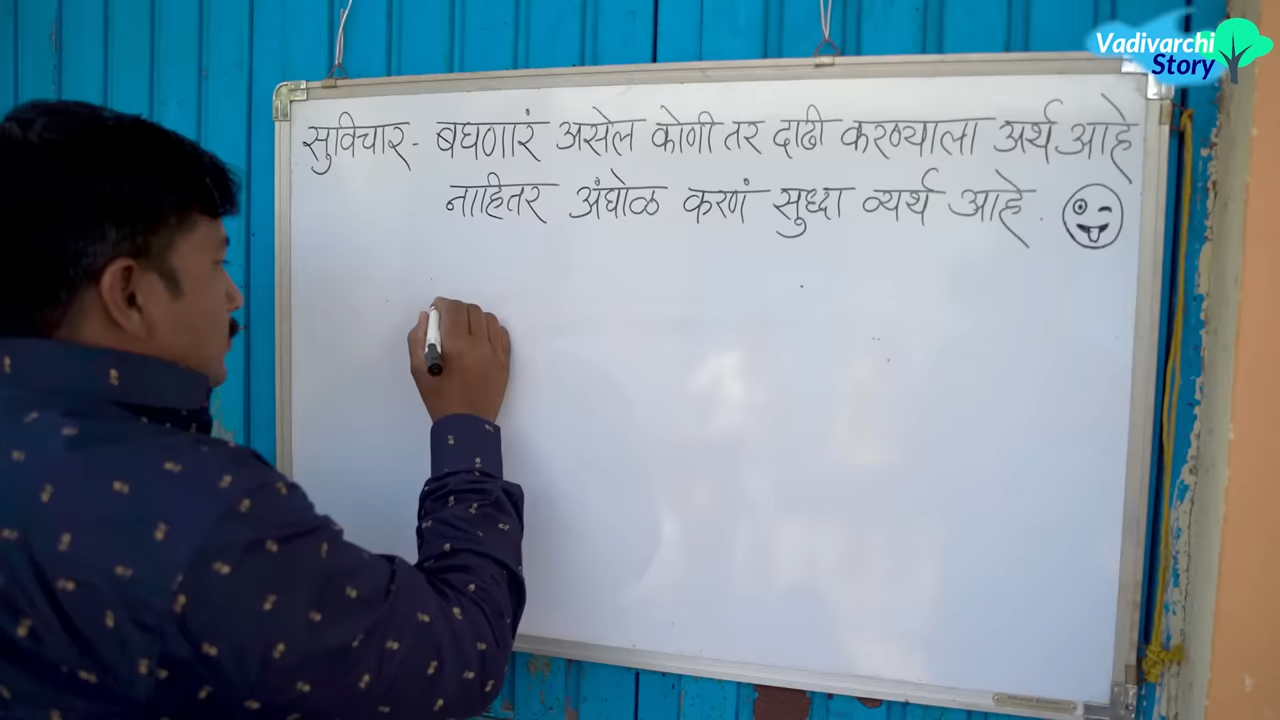 Vadivarchi
Story
सुविचार - बघणारं असेल कोणी तर दाढी करण्याला अर्थ आहे
नाहितर अंघोळ करणं सुध्दा व्यर्थ आहे.